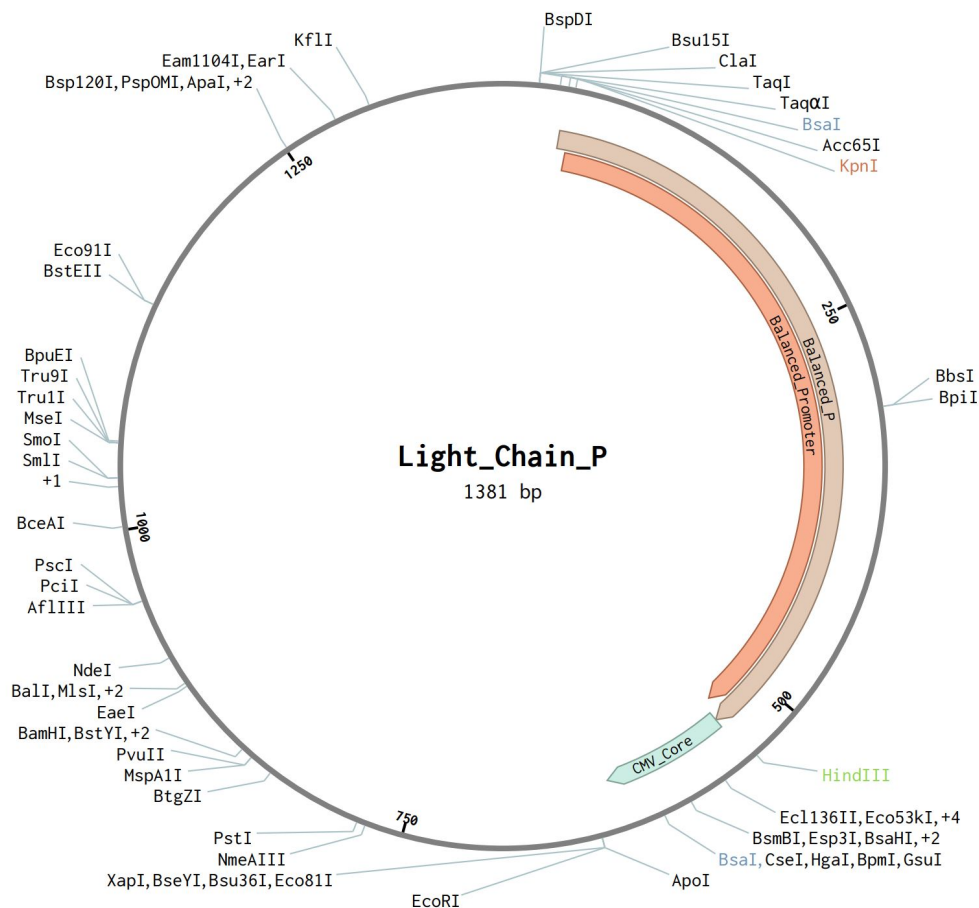 BspDI
Bsu15I
ClaI
TaqI
TaqαI
BsaI
Acc65I
KpnI
250
BbsI
BpiI
Balanced_P
Balanced_Promoter
Light_Chain_P
1381 bp
500
HindIII
CMV_Core
Ecl136II,Eco53kI,+4
BsmBI,Esp3I,BsaHI,+2
BsaI,CseI,HgaI,BpmI,GsuI
ApoI
EcoRI
XapI,BseYI,Bsu36I,Eco81I
NmeAIII
PstI
750
BtgZI
MspA1I
PvuII
BamHI,BstYI,+2
EaeI
BalI,MlsI,+2
NdeI
AflIII
PciI
PscI
BceAI
1000
+1
SmlI
SmoI
MseI
Tru1I
Tru9I
BpuEI
BstEII
Eco91I
1250
Bsp120I,PspOMI,ApaI,+2
Eam1104I,EarI
KflI